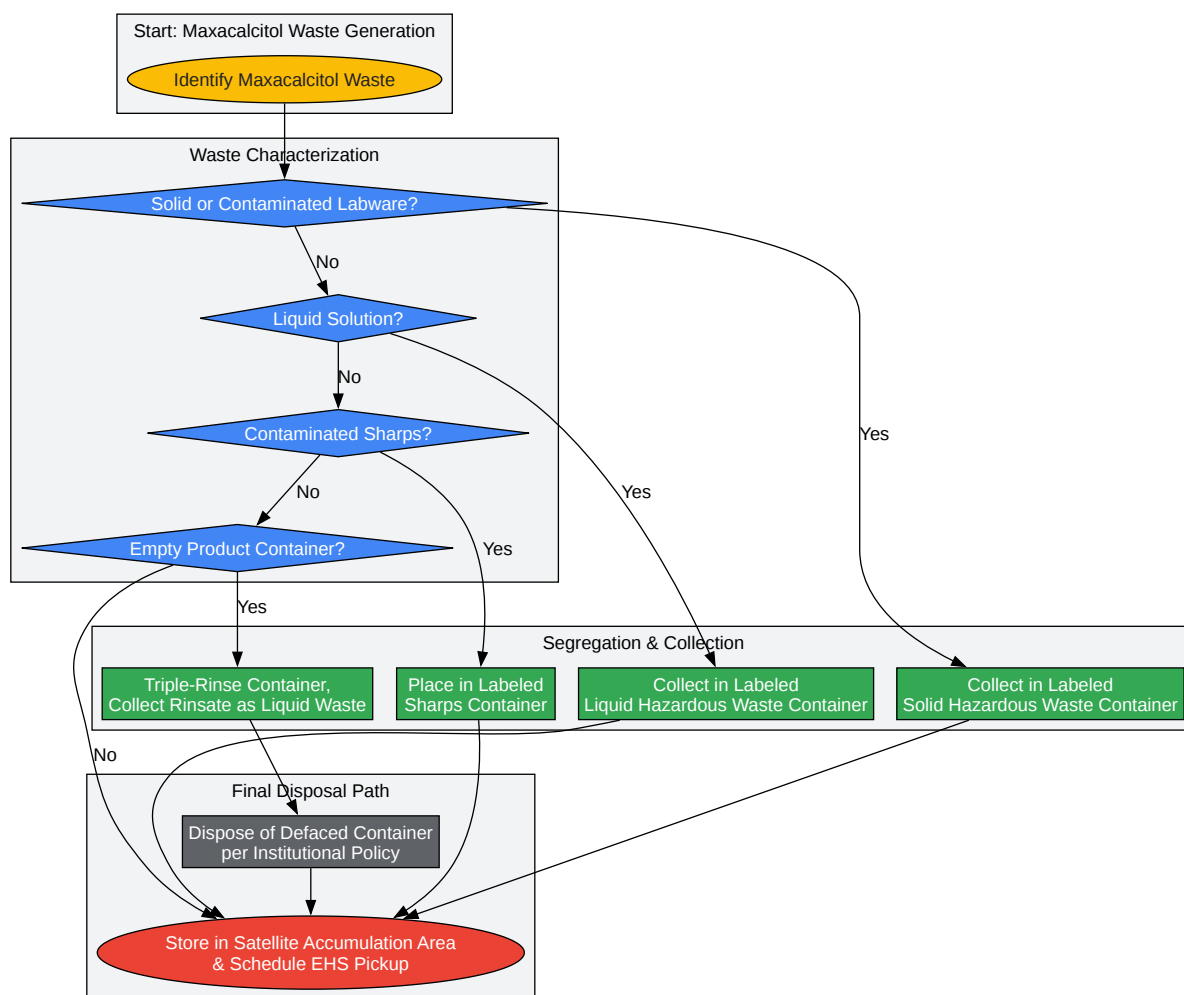 Start: Maxacalcitol Waste Generation
Identify Maxacalcitol Waste
Waste Characterization
Solid or Contaminated Labware?
No
Liquid Solution?
No
Contaminated Sharps?
Yes
No
Yes
Empty Product Container?
Yes
Yes
Segregation & Collection
Triple-Rinse Container,
Collect Rinsate as Liquid Waste
Place in Labeled
Sharps Container
Collect in Labeled
Liquid Hazardous Waste Container
Collect in Labeled
Solid Hazardous Waste Container
No
Final Disposal Path
Dispose of Defaced Container
per Institutional Policy
Store in Satellite Accumulation Area
& Schedule EHS Pickup